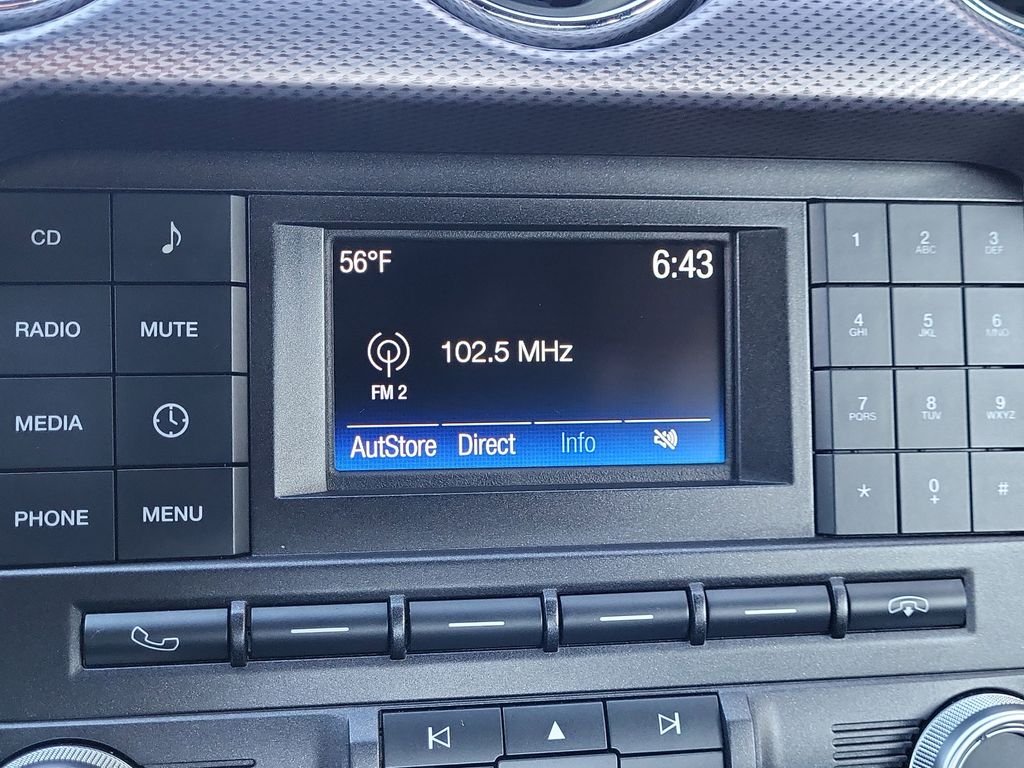 CD
RADIO MUTE
MEDIA
PHONE MENU
56°F 6:43
102.5 MHz
FM 2
AutStore Direct Info
1 2 ABC 3 DEF
4 GHI 5 JKL 6 MNO
7 PQRS 8 TUV 9 WXYZ
* 0 + #